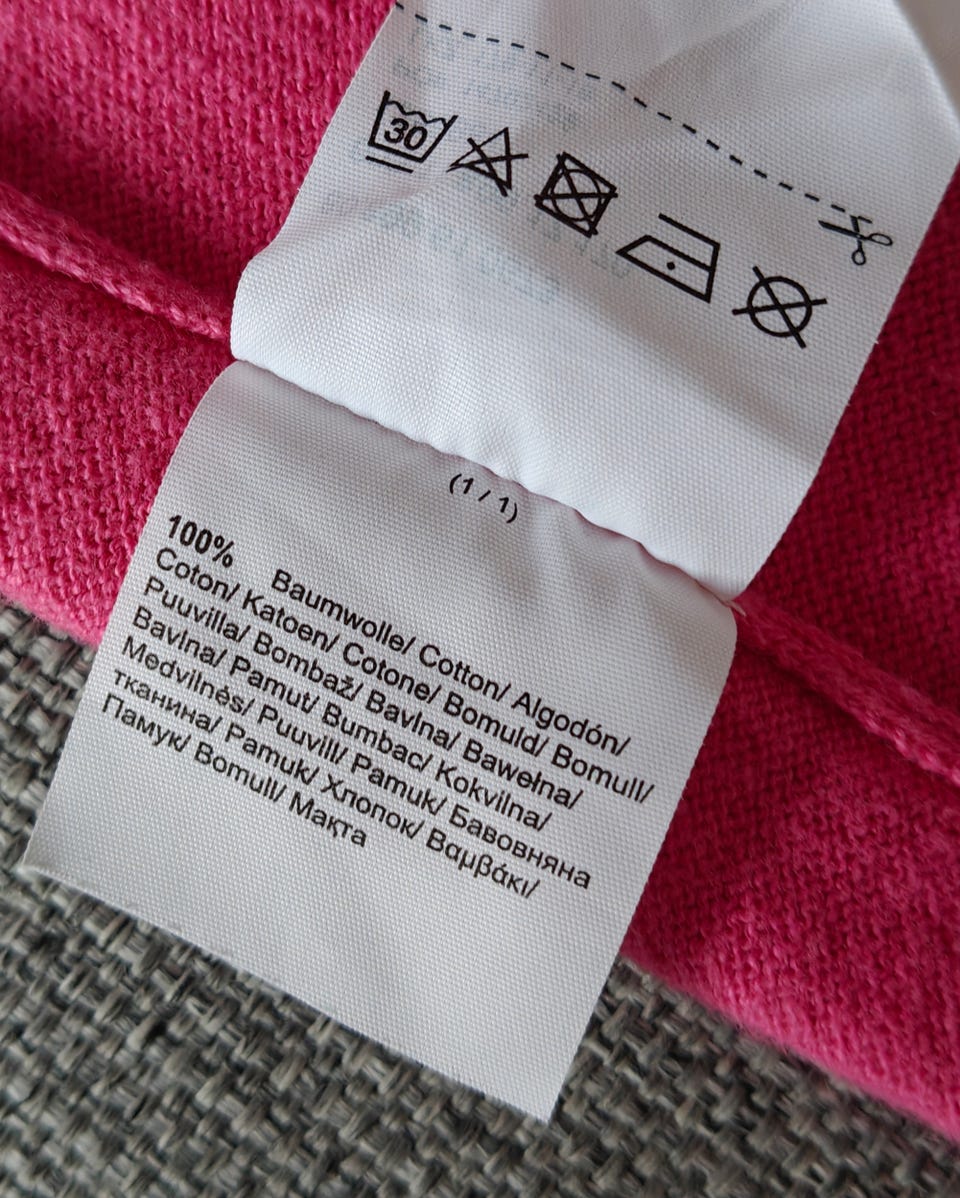 30
(1 / 1)
100% Baumwolle/ Cotton/ Algodón/
Coton/ Katoen/ Cotone/ Bomuld/ Bomull/
Puuvilla/ Bombaž/ Bavlna/ Bawełna/
Bavlna/ Pamut/ Bumbac/ Kokvilna/
Medvilnės/ Puuvill/ Pamuk/ Бавовняна
тканина/ Pamuk/ Хлопок/ Βαμβάκι/
Памук/ Bomull/ Мақта